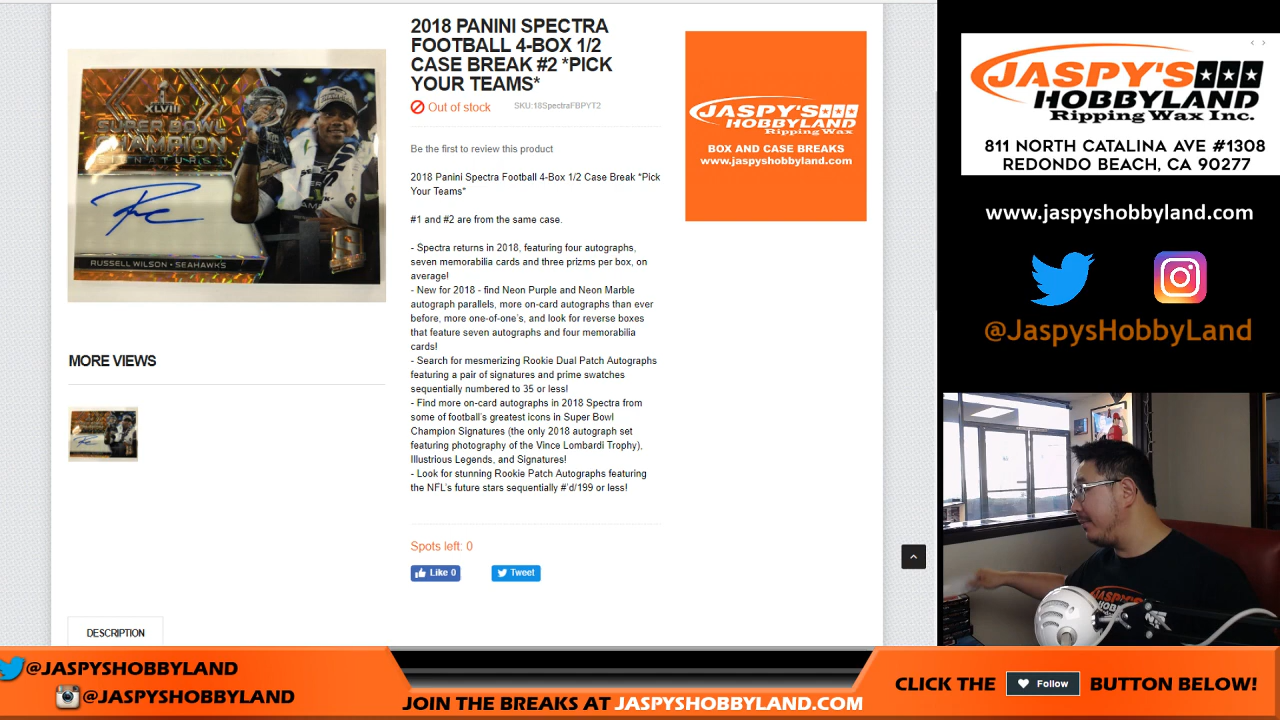 XLVIII
SUPER BOWL
CHAMPION
SIGNATURES
RUSSELL WILSON • SEAHAWKS
MORE VIEWS
2018 PANINI SPECTRA
FOOTBALL 4-BOX 1/2
CASE BREAK #2 *PICK
YOUR TEAMS*
Out of stock
SKU:18SpectraFBPYT2
Be the first to review this product
2018 Panini Spectra Football 4-Box 1/2 Case Break *Pick
Your Teams*
#1 and #2 are from the same case.
- Spectra returns in 2018, featuring four autographs,
seven memorabilia cards and three prizms per box, on
average!
- New for 2018 - find Neon Purple and Neon Marble
autograph parallels, more on-card autographs than ever
before, more one-of-one's, and look for reverse boxes
that feature seven autographs and four memorabilia
cards!
- Search for mesmerizing Rookie Dual Patch Autographs
featuring a pair of signatures and prime swatches
sequentially numbered to 35 or less!
- Find more on-card autographs in 2018 Spectra from
some of football's greatest icons in Super Bowl
Champion Signatures (the only 2018 autograph set
featuring photography of the Vince Lombardi Trophy),
Illustrious Legends, and Signatures!
- Look for stunning Rookie Patch Autographs featuring
the NFL's future stars sequentially #'d/199 or less!
Spots left: 0
Like 0
Tweet
DESCRIPTION
JASPY'S
HOBBYLAND
Ripping Wax
BOX AND CASE BREAKS
www.jaspyshobbyland.com
JASPY'S
HOBBYLAND
Ripping Wax Inc.
811 NORTH CATALINA AVE #1308
REDONDO BEACH, CA 90277
www.jaspyshobbyland.com
@JaspysHobbyLand
JASPY'S
HOBBYLAND
@JASPYSHOBBYLAND
@JASPYSHOBBYLAND
JOIN THE BREAKS AT JASPYSHOBBYLAND.COM
CLICK THE Follow BUTTON BELOW!